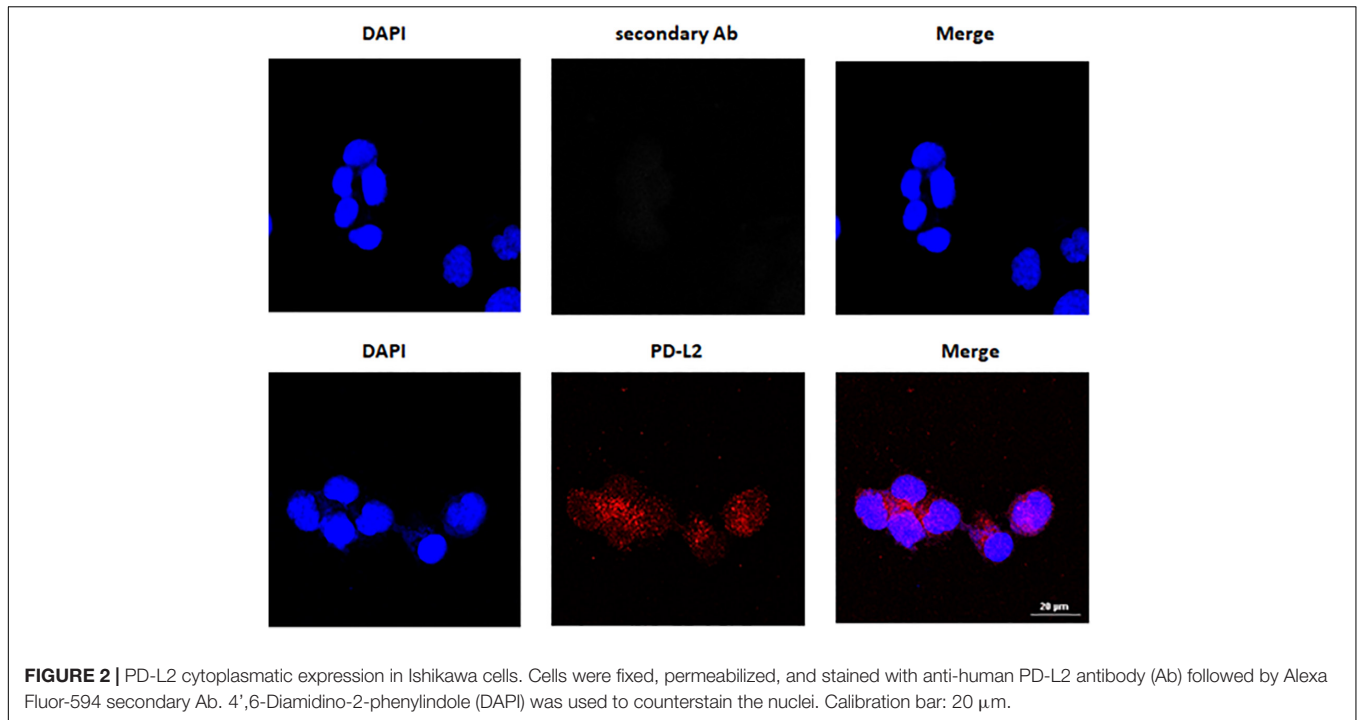 DAPI secondary Ab Merge
DAPI PD-L2 Merge
20 µm
FIGURE 2 | PD-L2 cytoplasmatic expression in Ishikawa cells. Cells were fixed, permeabilized, and stained with anti-human PD-L2 antibody (Ab) followed by Alexa
Fluor-594 secondary Ab. 4',6-Diamidino-2-phenylindole (DAPI) was used to counterstain the nuclei. Calibration bar: 20 µm.